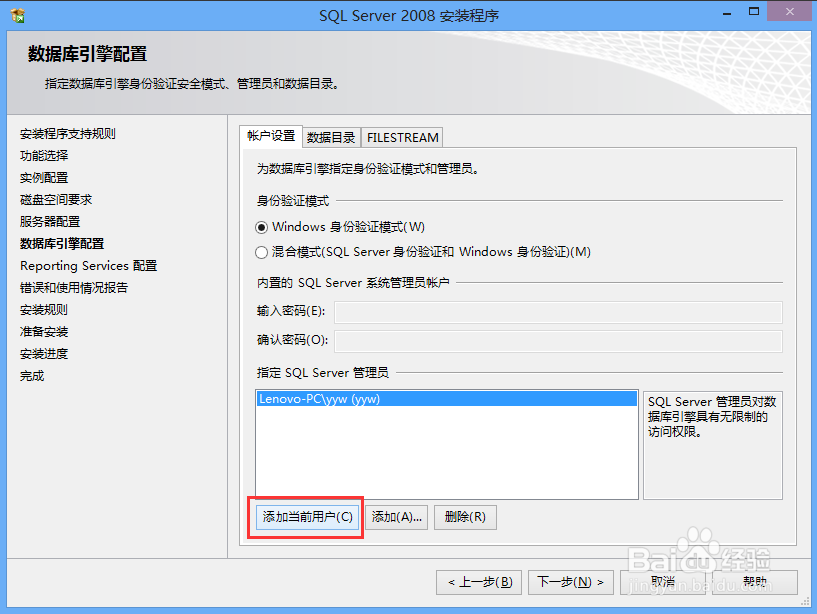 SQL Server 2008 安装程序
数据库引擎配置
指定数据库引擎身份验证安全模式、管理员和数据目录。
安装程序支持规则
功能选择
实例配置
磁盘空间要求
服务器配置
数据库引擎配置
Reporting Services 配置
错误和使用情况报告
安装规则
准备安装
安装进度
完成
帐户设置 数据目录 FILESTREAM
为数据库引擎指定身份验证模式和管理员。
身份验证模式
Windows 身份验证模式(W)
混合模式(SQL Server 身份验证和 Windows 身份验证)(M)
内置的 SQL Server 系统管理员帐户
输入密码(E):
确认密码(O):
指定 SQL Server 管理员
Lenovo-PC\yyw (yyw)
SQL Server 管理员对数
据库引擎具有无限制的
访问权限。
添加当前用户(C) 添加(A)... 删除(R)
< 上一步(B) 下一步(N) > 取消 帮助
Baidu 经验
jingyan.baidu.com